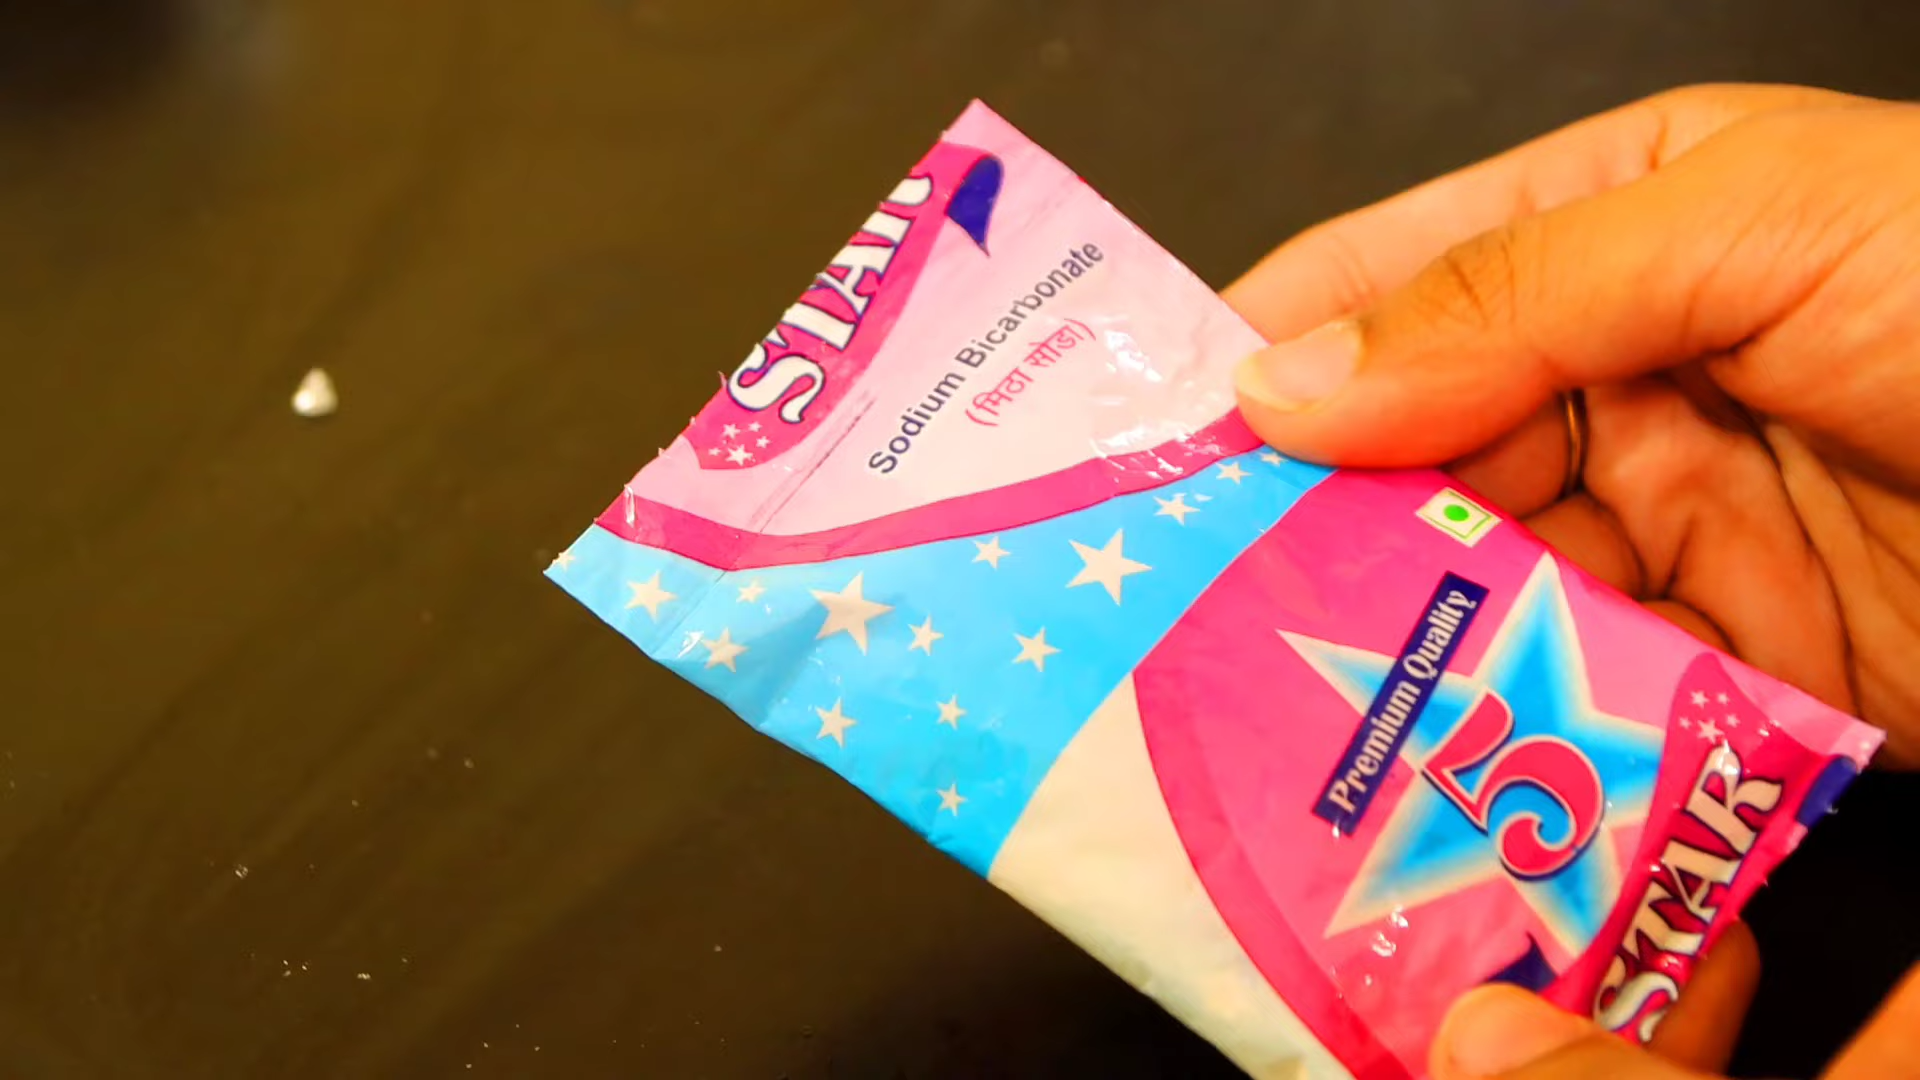 STAR
Sodium Bicarbonate
(मिठा सोडा)
Premium Quality
5
STAR